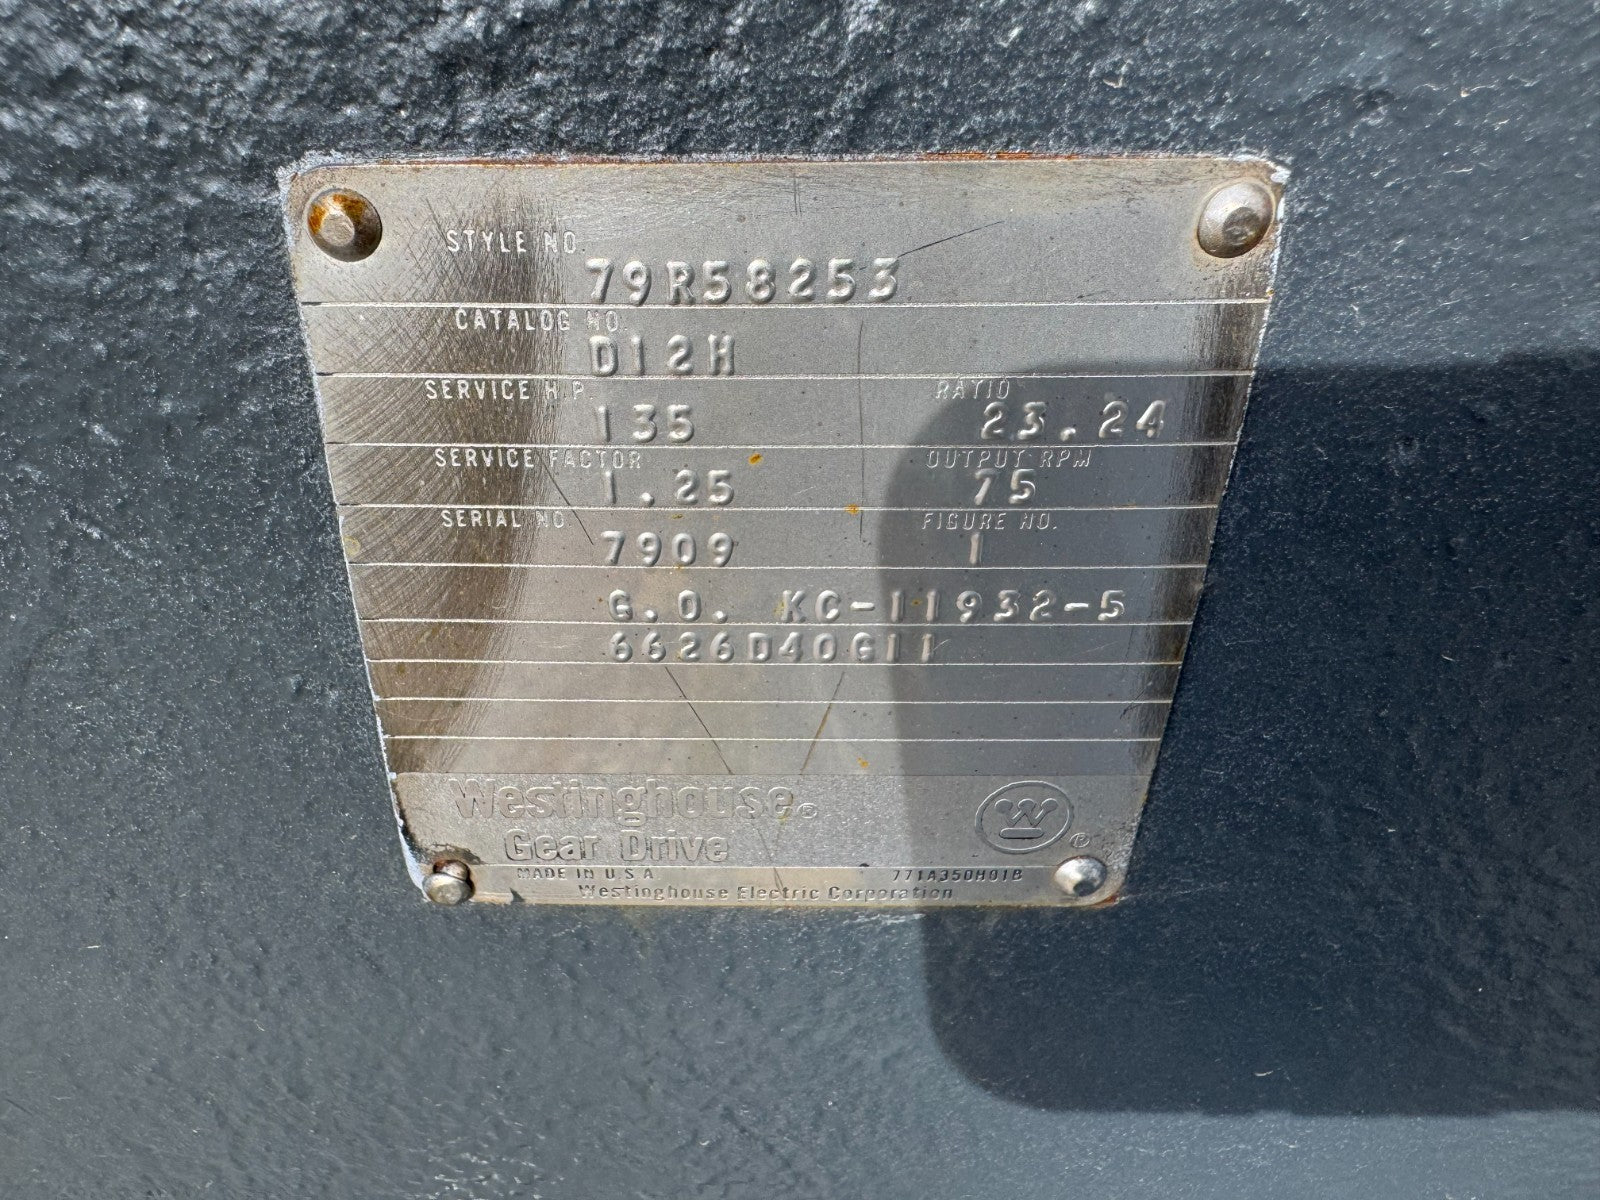 STYLE NO.
79R58253
CATALOG NO.
D12H
SERVICE H.P. RATIO
135 23.24
SERVICE FACTOR OUTPUT RPM
1.25 75
SERIAL NO. FIGURE NO.
7909 1
G.O. KC-11932-5
6626D40G11
Westinghouse®
Gear Drive
W ®
MADE IN U.S.A. 771A350H01B
Westinghouse Electric Corporation